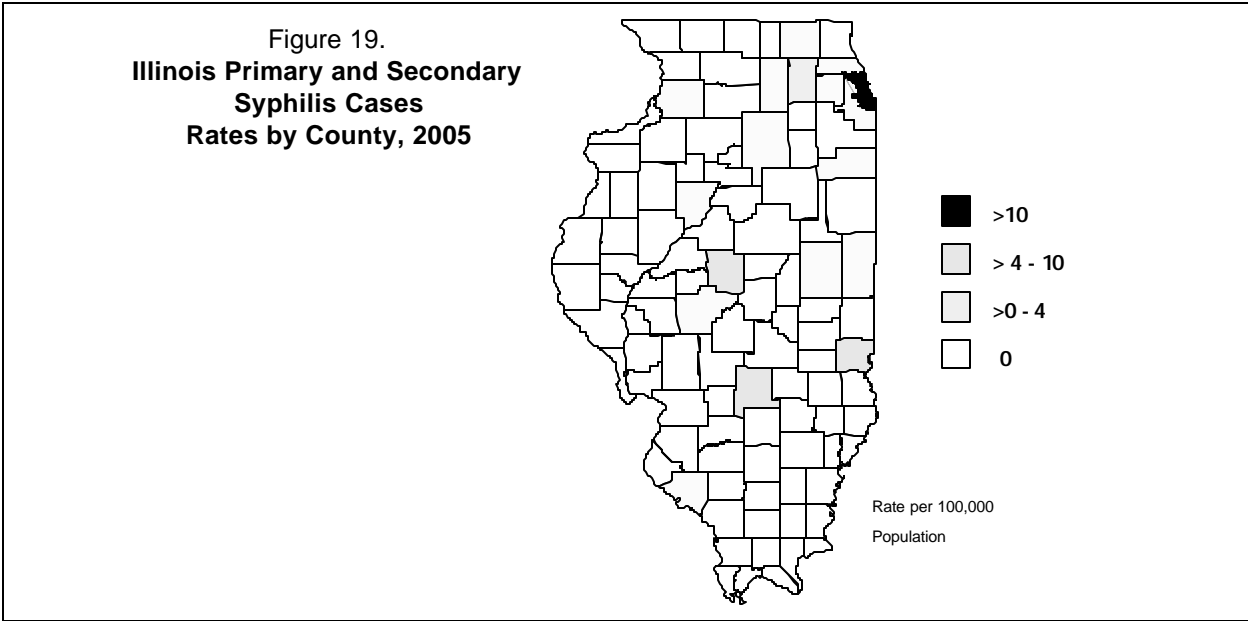 Figure 19.
Illinois Primary and Secondary
Syphilis Cases
Rates by County, 2005
>10
> 4 - 10
>0 - 4
0
Rate per 100,000
Population